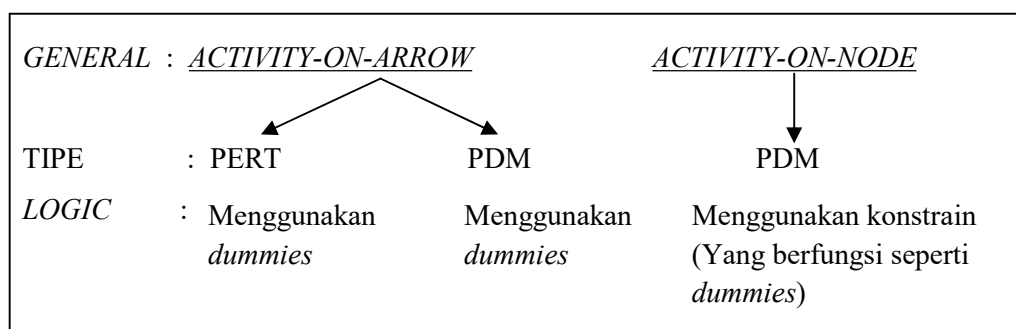 GENERAL : ACTIVITY-ON-ARROW ACTIVITY-ON-NODE
TIPE : PERT PDM PDM
LOGIC : Menggunakan Menggunakan Menggunakan konstrain
dummies dummies (Yang berfungsi seperti
dummies)